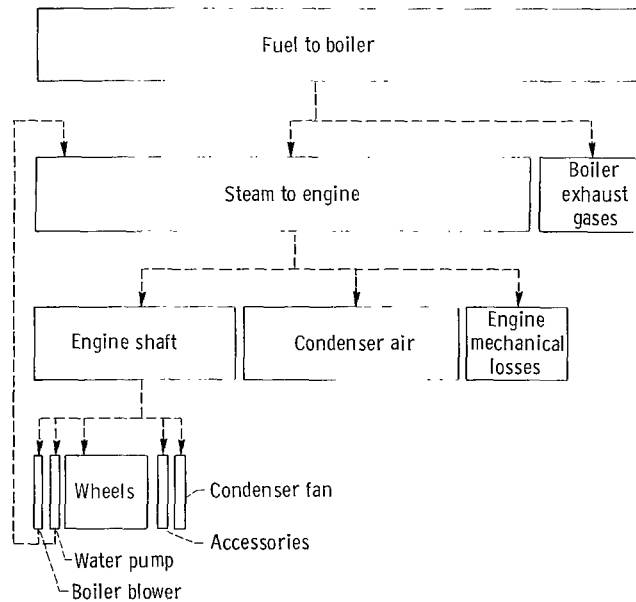 Fuel to boiler
Steam to engine
Boiler
exhaust
gases
Engine shaft
Condenser air
Engine
mechanical
losses
Wheels
Condenser fan
Accessories
Water pump
Boiler blower